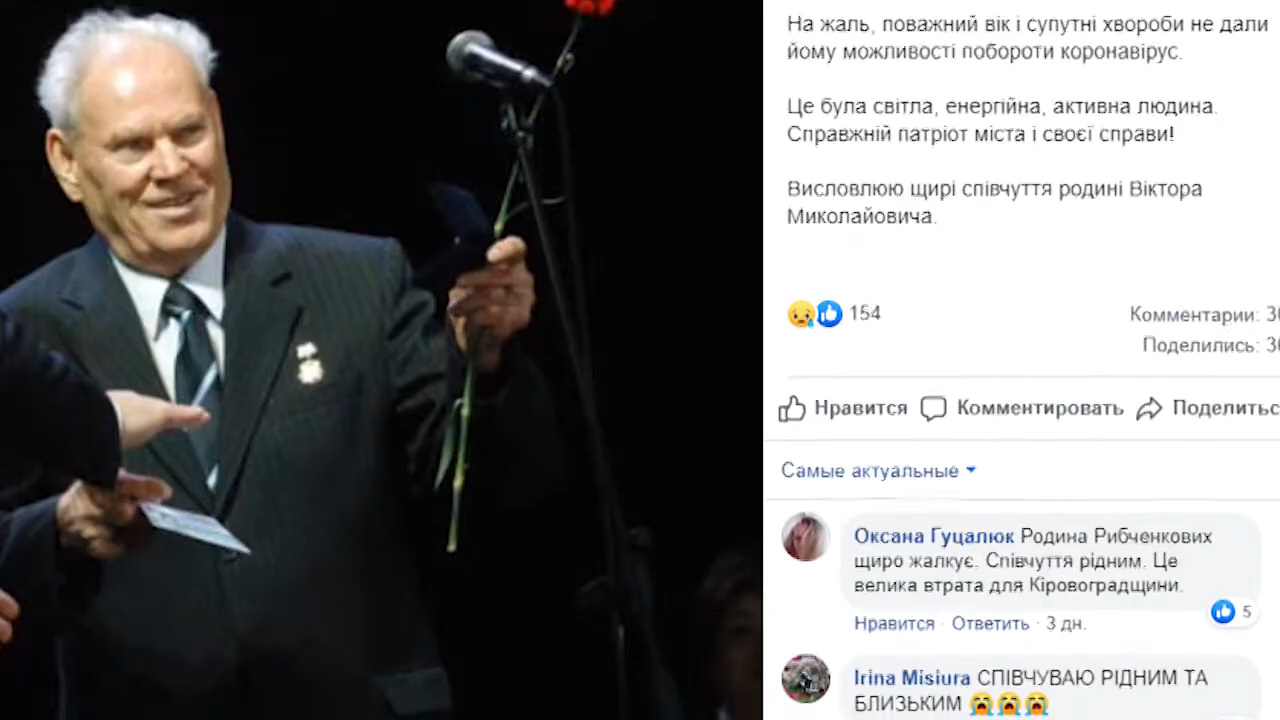 На жаль, поважний вік і супутні хвороби не дали
йому можливості побороти коронавірус.
Це була світла, енергійна, активна людина.
Справжній патріот міста і своєї справи!
Висловлюю щирі співчуття родині Віктора
Миколайовича.
154
Комментарии: 30
Поделились: 30
Нравится Комментировать Поделитьс
Самые актуальные
Оксана Гуцалюк Родина Рибченкових
щиро жалкує. Співчуття рідним. Це
велика втрата для Кіровоградщини.
5
Нравится · Ответить · 3 дн.
Irina Misiura СПІВЧУВАЮ РІДНИМ ТА
БЛИЗЬКИМ 😭😭😭